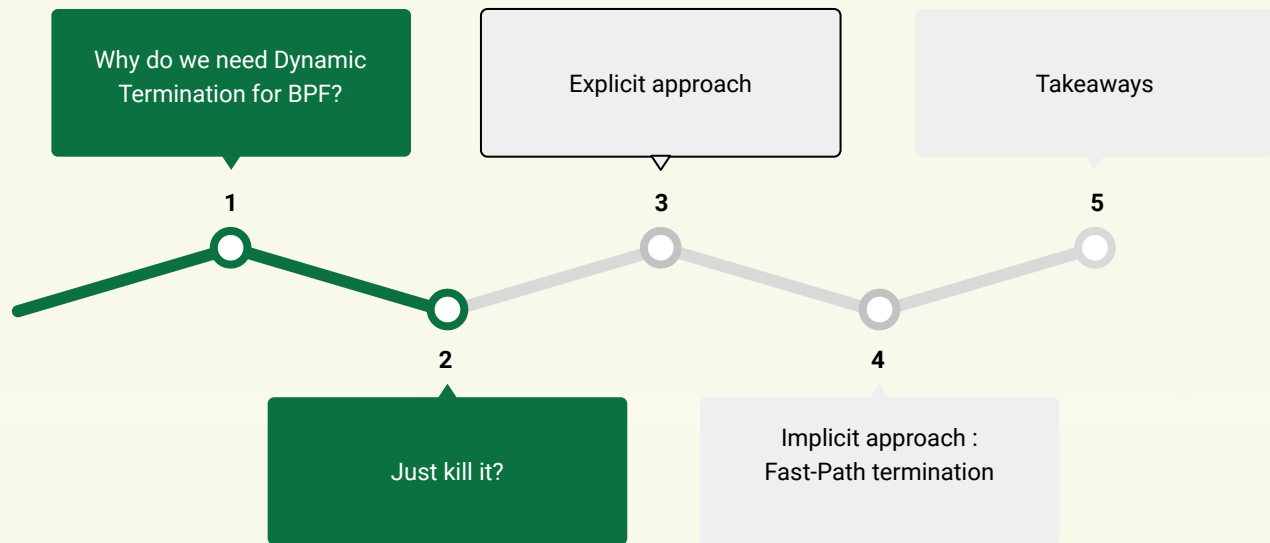 Why do we need Dynamic
Termination for BPF?
1
Just kill it?
2
Explicit approach
3
Implicit approach :
Fast-Path termination
4
Takeaways
5